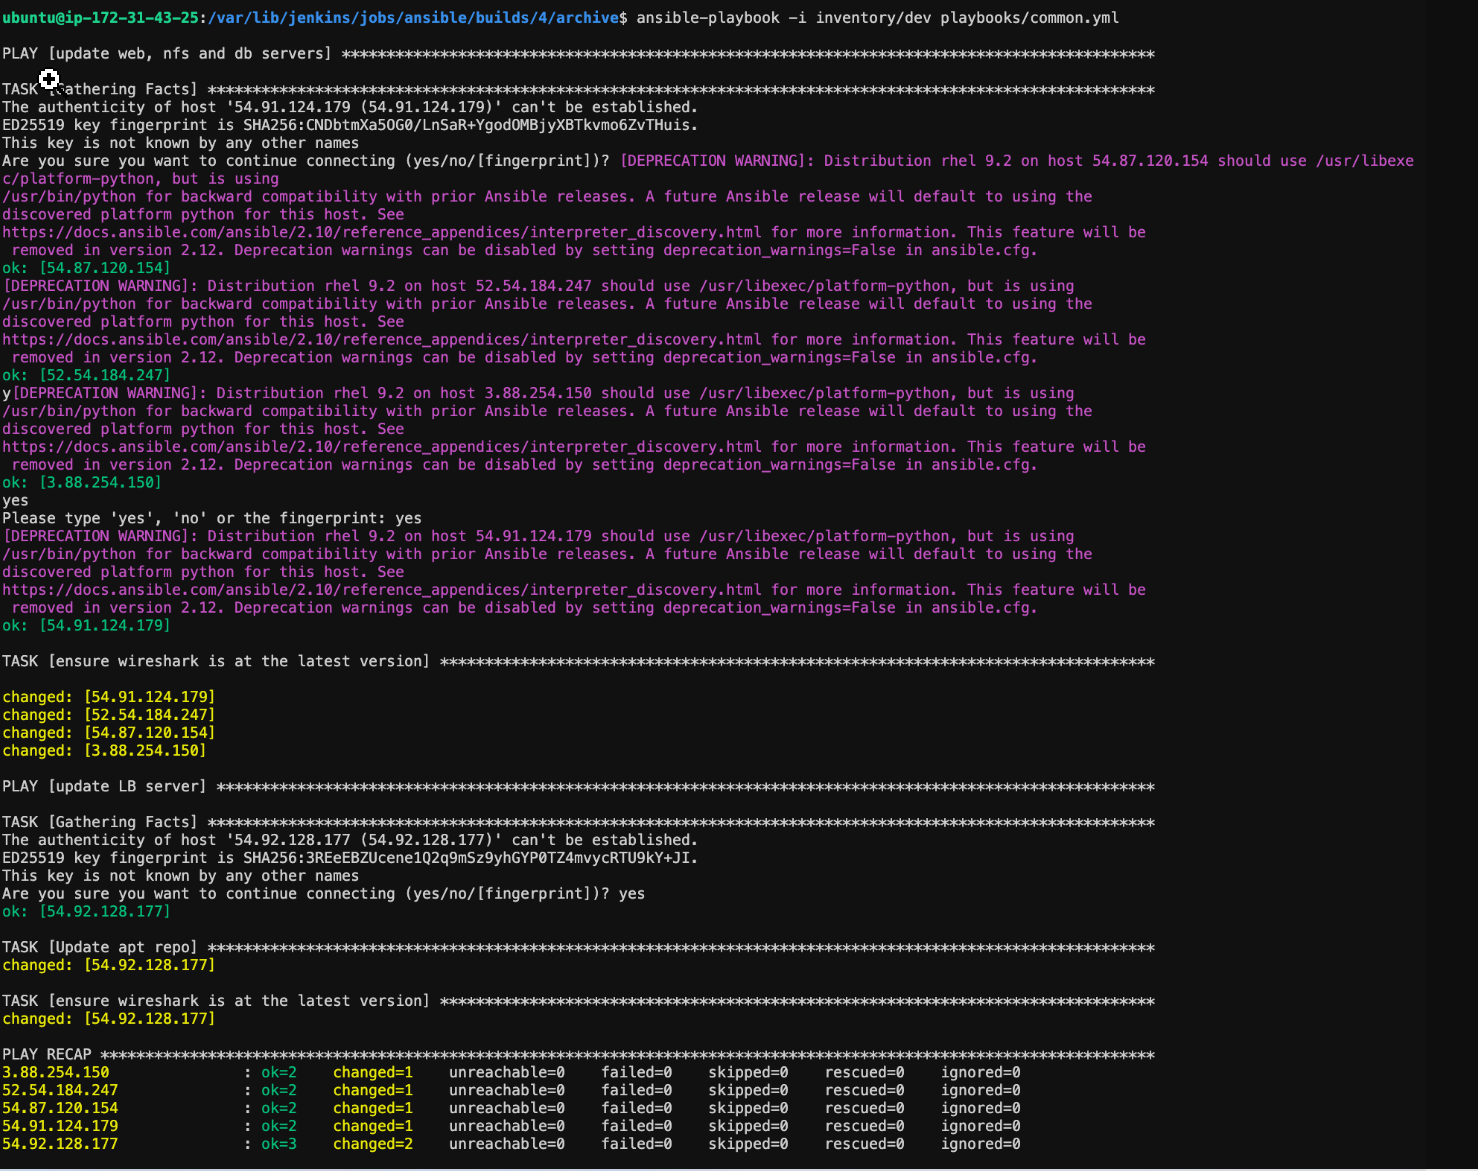 ubuntu@ip-172-31-43-25:/var/lib/jenkins/jobs/ansible/builds/4/archive$ ansible-playbook -i inventory/dev playbooks/common.yml
PLAY [update web, nfs and db servers] *******************************************************************************************
TASK [Gathering Facts] **********************************************************************************************************
The authenticity of host '54.91.124.179 (54.91.124.179)' can't be established.
ED25519 key fingerprint is SHA256:CNDbtmXa5OG0/LnSaR+YgodOMBjyXBTkvmo6ZvTHuis.
This key is not known by any other names
Are you sure you want to continue connecting (yes/no/[fingerprint])? [DEPRECATION WARNING]: Distribution rhel 9.2 on host 54.87.120.154 should use /usr/libexe
c/platform-python, but is using
/usr/bin/python for backward compatibility with prior Ansible releases. A future Ansible release will default to using the
discovered platform python for this host. See
https://docs.ansible.com/ansible/2.10/reference_appendices/interpreter_discovery.html for more information. This feature will be
 removed in version 2.12. Deprecation warnings can be disabled by setting deprecation_warnings=False in ansible.cfg.
ok: [54.87.120.154]
[DEPRECATION WARNING]: Distribution rhel 9.2 on host 52.54.184.247 should use /usr/libexec/platform-python, but is using
/usr/bin/python for backward compatibility with prior Ansible releases. A future Ansible release will default to using the
discovered platform python for this host. See
https://docs.ansible.com/ansible/2.10/reference_appendices/interpreter_discovery.html for more information. This feature will be
 removed in version 2.12. Deprecation warnings can be disabled by setting deprecation_warnings=False in ansible.cfg.
ok: [52.54.184.247]
y[DEPRECATION WARNING]: Distribution rhel 9.2 on host 3.88.254.150 should use /usr/libexec/platform-python, but is using
/usr/bin/python for backward compatibility with prior Ansible releases. A future Ansible release will default to using the
discovered platform python for this host. See
https://docs.ansible.com/ansible/2.10/reference_appendices/interpreter_discovery.html for more information. This feature will be
 removed in version 2.12. Deprecation warnings can be disabled by setting deprecation_warnings=False in ansible.cfg.
ok: [3.88.254.150]
yes
Please type 'yes', 'no' or the fingerprint: yes
[DEPRECATION WARNING]: Distribution rhel 9.2 on host 54.91.124.179 should use /usr/libexec/platform-python, but is using
/usr/bin/python for backward compatibility with prior Ansible releases. A future Ansible release will default to using the
discovered platform python for this host. See
https://docs.ansible.com/ansible/2.10/reference_appendices/interpreter_discovery.html for more information. This feature will be
 removed in version 2.12. Deprecation warnings can be disabled by setting deprecation_warnings=False in ansible.cfg.
ok: [54.91.124.179]
TASK [ensure wireshark is at the latest version] ********************************************************************************
changed: [54.91.124.179]
changed: [52.54.184.247]
changed: [54.87.120.154]
changed: [3.88.254.150]
PLAY [update LB server] *********************************************************************************************************
TASK [Gathering Facts] **********************************************************************************************************
The authenticity of host '54.92.128.177 (54.92.128.177)' can't be established.
ED25519 key fingerprint is SHA256:3REeEBZUcene1Q2q9mSz9yhGYP0TZ4mvycRTU9kY+JI.
This key is not known by any other names
Are you sure you want to continue connecting (yes/no/[fingerprint])? yes
ok: [54.92.128.177]
TASK [Update apt repo] **********************************************************************************************************
changed: [54.92.128.177]
TASK [ensure wireshark is at the latest version] ********************************************************************************
changed: [54.92.128.177]
PLAY RECAP **********************************************************************************************************************
3.88.254.150               : ok=2    changed=1    unreachable=0    failed=0    skipped=0    rescued=0    ignored=0
52.54.184.247              : ok=2    changed=1    unreachable=0    failed=0    skipped=0    rescued=0    ignored=0
54.87.120.154              : ok=2    changed=1    unreachable=0    failed=0    skipped=0    rescued=0    ignored=0
54.91.124.179              : ok=2    changed=1    unreachable=0    failed=0    skipped=0    rescued=0    ignored=0
54.92.128.177              : ok=3    changed=2    unreachable=0    failed=0    skipped=0    rescued=0    ignored=0